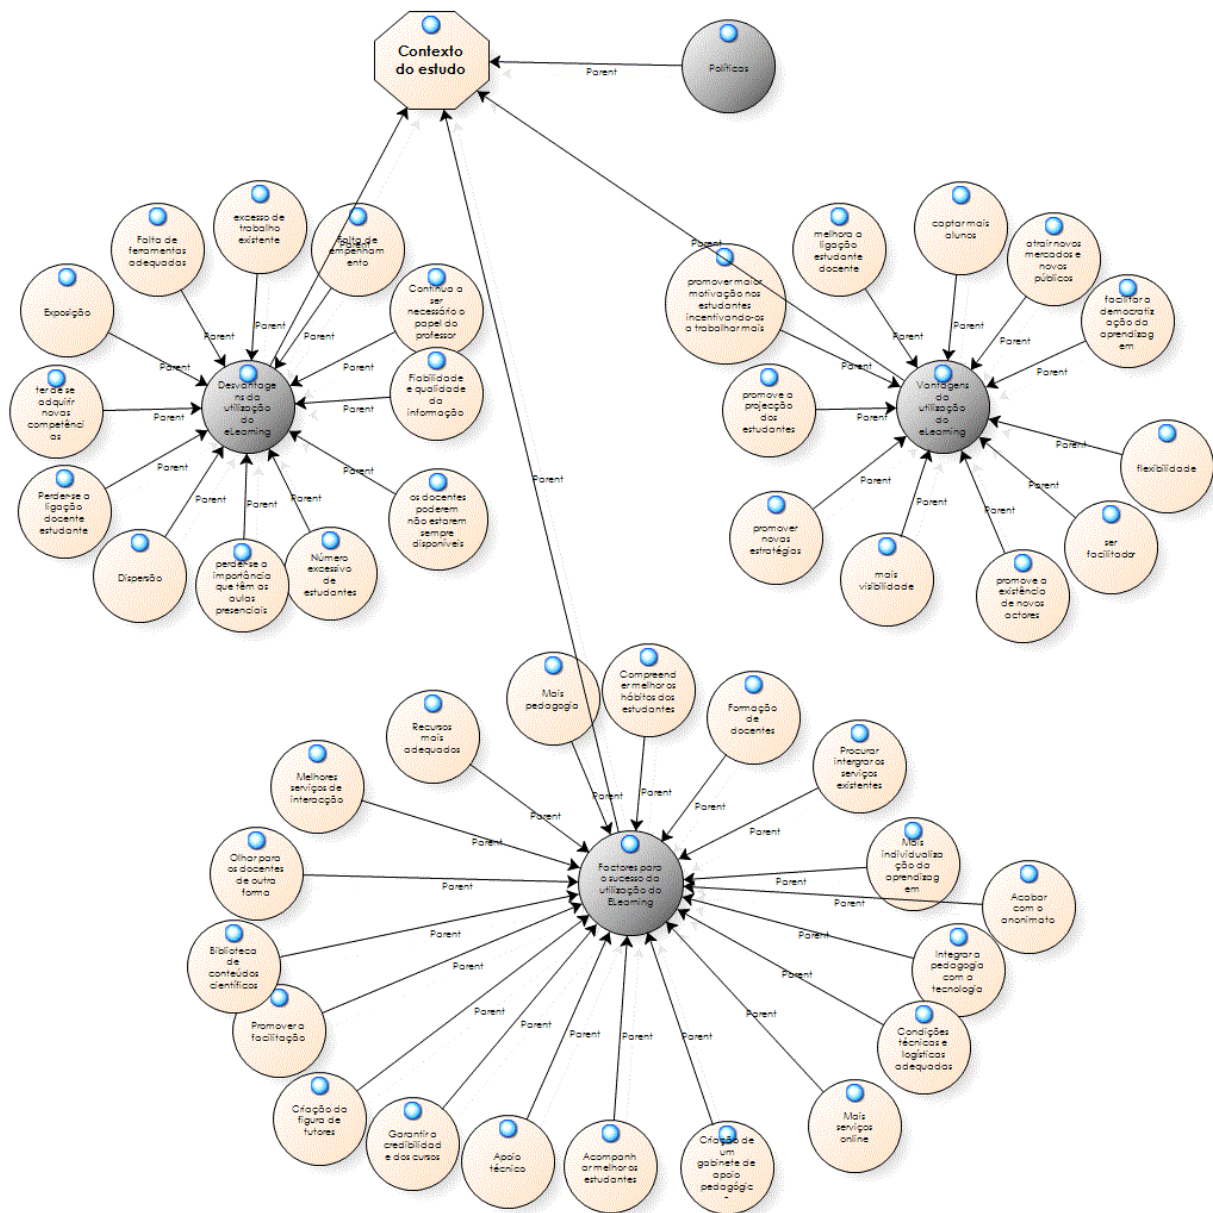 Contexto
do estudo
Parent
Políticas
excesso de
trabalho
existente
Falta de
ferramentas
adequadas
Falta de
empenham
ento
Parent
Exposição
Continua a
ser
necessário o
papel do
professor
Parent
Parent
Parent
Parent
Parent
ter de se
adquirir
novas
competênci
as
Parent
Desvantage
ns da
utilização
do
eLearning
Parent
Fiabilidade
e qualidade
da
informação
Perder-se a
ligação
docente
estudante
Parent
Parent
Parent
Parent
Parent
os docentes
poderem
não estarem
sempre
disponíveis
Dispersão
perder-se a
importância
que têm as
aulas
presenciais
Número
excessivo
de
estudantes
captar mais
alunos
melhora a
ligação
estudante
docente
atrair novos
mercados e
novos
públicos
Parent
promover maior
motivação nos
estudantes
incentivando-os
a trabalhar mais
facilitar a
democratiz
ação da
aprendizag
em
Parent
Parent
Parent
Parent
Parent
promove a
projecção
dos
estudantes
Parent
Vantagens
da
utilização
do
eLearning
Parent
flexibilidade
Parent
Parent
Parent
Parent
promover
novas
estratégias
ser
facilitador
mais
visibilidade
promove a
existência
de novos
actores
Parent
Mais
pedagogia
Compreend
er melhor os
hábitos dos
estudantes
Formação
de
docentes
Recursos
mais
adequados
Procurar
intergrar os
serviços
existentes
Melhores
serviços de
interacção
Parent
Parent
Parent
Parent
Parent
Parent
Olhar para
os docentes
de outra
forma
Parent
Factores para
o sucesso da
utilização do
ELearning
Parent
Mais
individualiza
ção da
aprendizag
em
Parent
Acabar
com o
anonimato
Biblioteca
de
conteúdos
científicos
Parent
Parent
Integrar a
pedagogia
com a
tecnologia
Parent
Parent
Promover a
facilitação
Parent
Parent
Parent
Parent
Parent
Parent
Condições
técnicas e
logísticas
adequadas
Criação da
figura de
tutores
Garantir a
credibilidad
e dos cursos
Apoio
técnico
Acompanh
ar melhor os
estudantes
Criação de
um
gabinete de
apoio
pedagógic
Mais
serviços
online